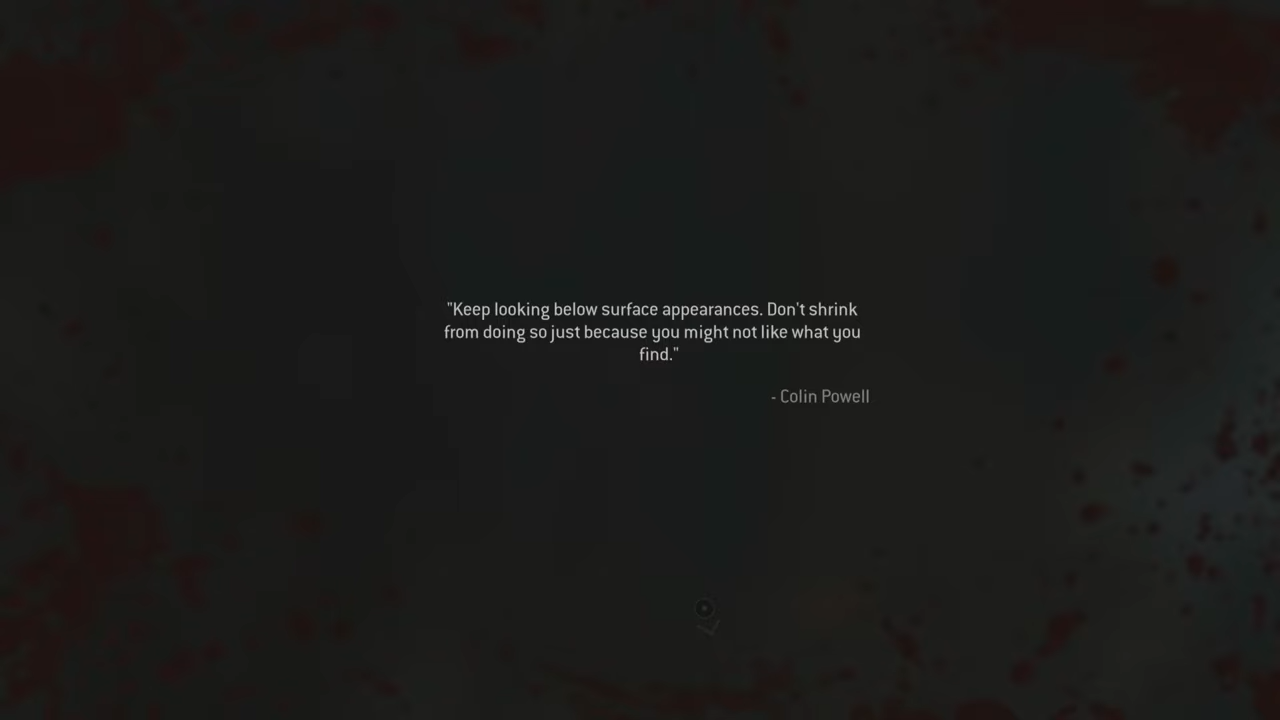 "Keep looking below surface appearances. Don't shrink
from doing so just because you might not like what you
find."
- Colin Powell